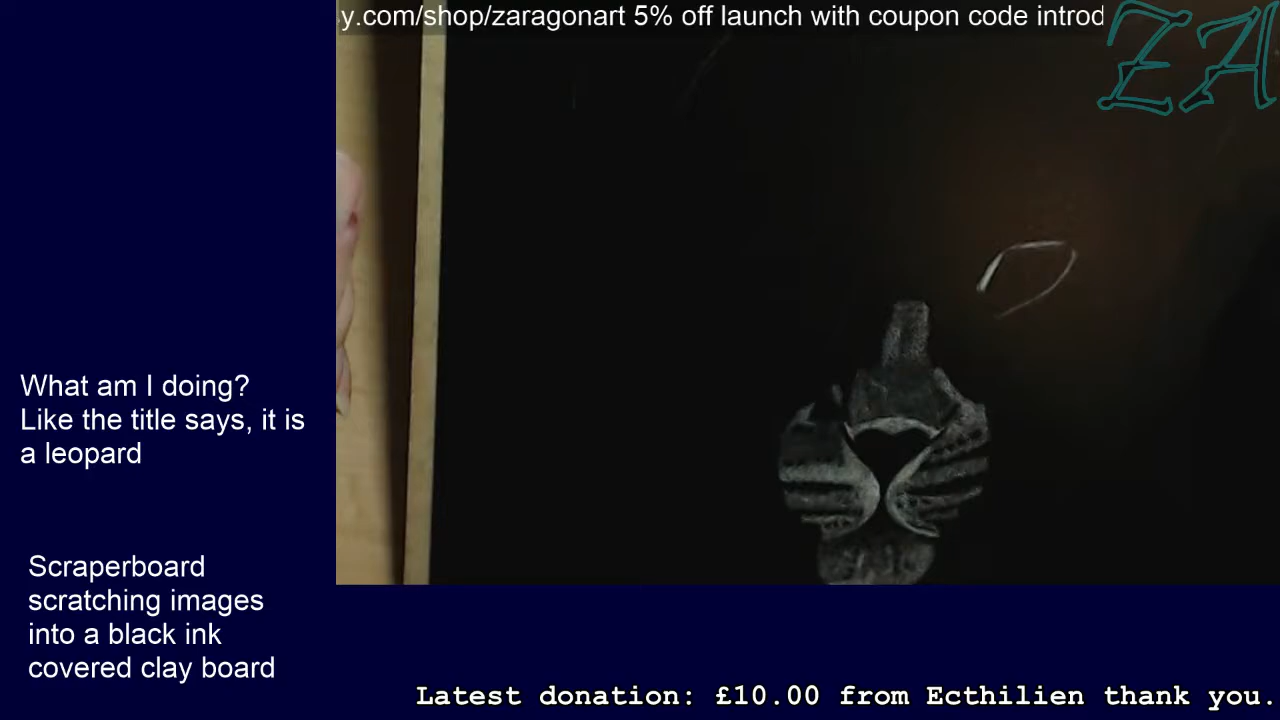 y.com/shop/zaragonart 5% off launch with coupon code introd
ZA
What am I doing?
Like the title says, it is
a leopard
Scraperboard
scratching images
into a black ink
covered clay board
Latest donation: £10.00 from Ecthilien thank you.